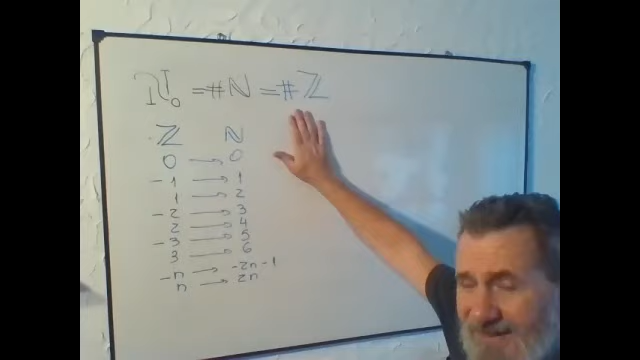 ℵ₀ = #ℕ = #ℤ
ℤ ℕ
0 → 0
-1 → 1
1 → 2
-2 → 3
2 → 4
-3 → 5
3 → 6
-n → -2n-1
n → 2n